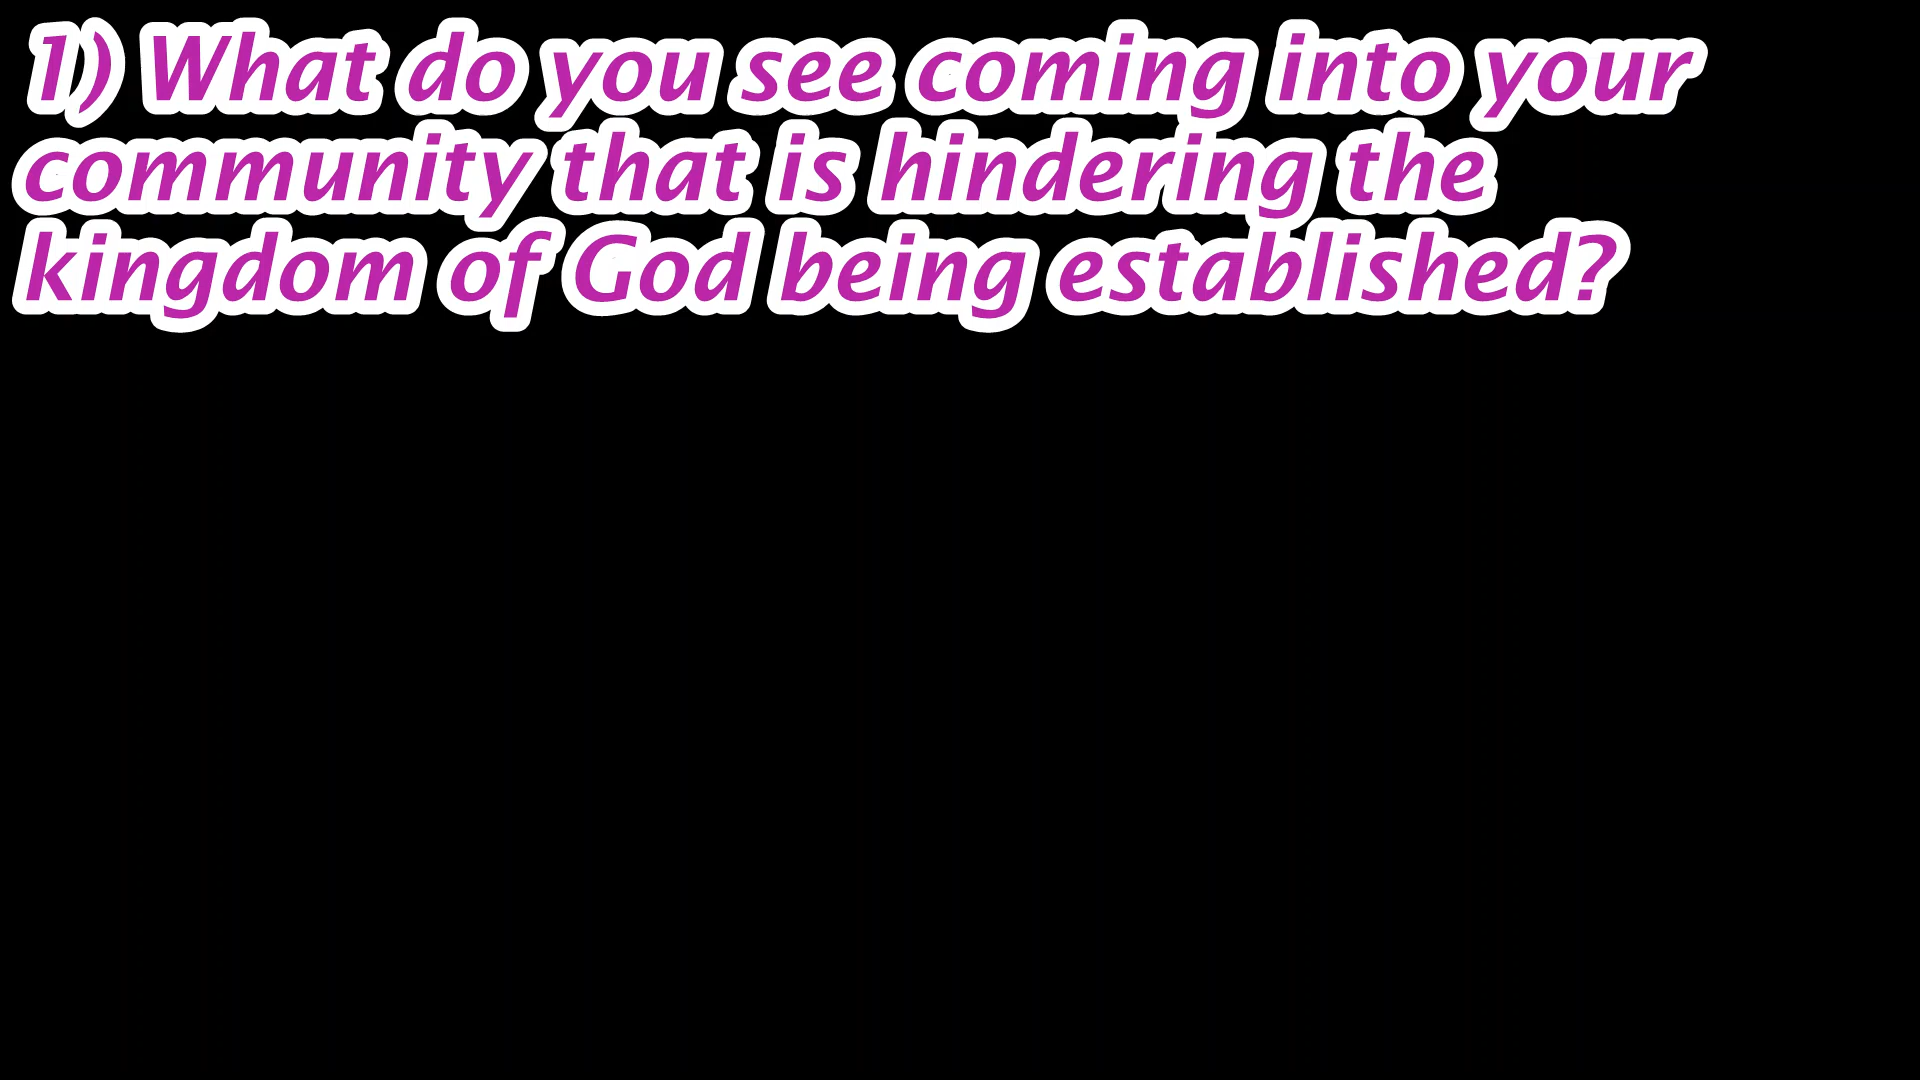 1) What do you see coming into your
community that is hindering the
kingdom of God being established?